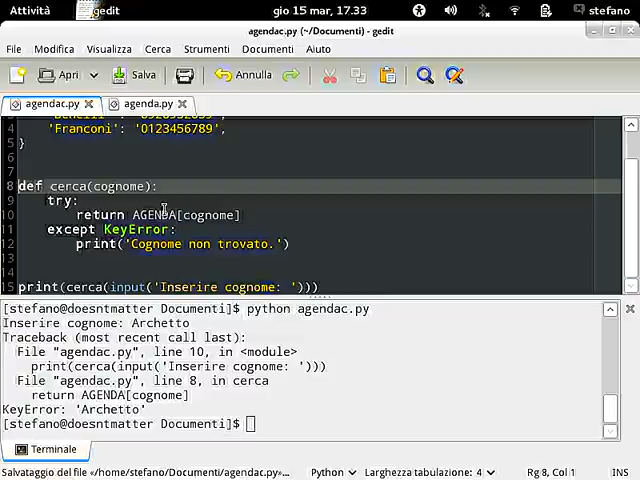 Attività gedit gio 15 mar, 17.33 stefano
agendac.py (~/Documenti) - gedit
File Modifica Visualizza Cerca Strumenti Documenti Aiuto
Apri Salva Annulla
agendac.py agenda.py
4 'Franconi': '0123456789',
5 }
6
7
8 def cerca(cognome):
9 try:
10 return AGENDA[cognome]
11 except KeyError:
12 print('Cognome non trovato.')
13
14
15 print(cerca(input('Inserire cognome: ')))
[stefano@doesntmatter Documenti]$ python agendac.py
Inserire cognome: Archetto
Traceback (most recent call last):
File "agendac.py", line 10, in <module>
print(cerca(input('Inserire cognome: ')))
File "agendac.py", line 8, in cerca
return AGENDA[cognome]
KeyError: 'Archetto'
[stefano@doesntmatter Documenti]$
Terminale
Salvataggio del file «/home/stefano/Documenti/agendac.py»... Python Larghezza tabulazione: 4 Rg 8, Col 1 INS